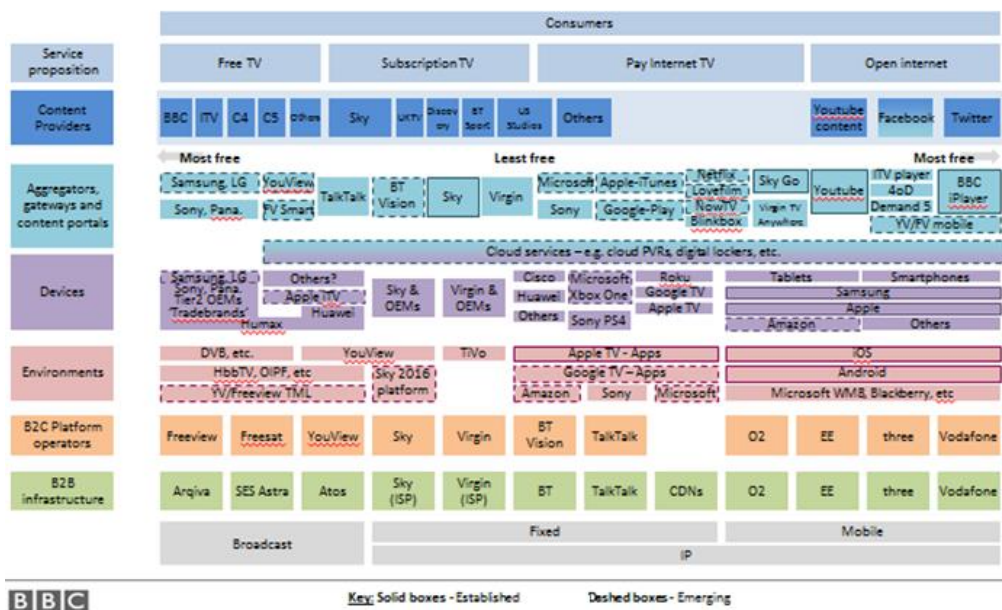 Consumers
Service
proposition
Free TV
Subscription TV
Pay Internet TV
Open internet
Content
Providers
BBC
ITV
C4
C5
Others
Sky
UKTV
Discov
ery
BT
Sport
US
Studios
Others
Youtube
content
Facebook
Twitter
Most free
Least free
Most free
Aggregators,
gateways and
content portals
Samsung, LG
YouView
TalkTalk
BT
Vision
Sky
Virgin
Microsoft
Apple-iTunes
Netflix
Lovefilm
Sky Go
Youtube
ITV player
4oD
BBC
iPlayer
Sony, Pana.
FV Smart
Sony
Google-Play
NowTV
Blinkbox
Virgin TV
Anywhere
Demand 5
YV/FV mobile
Cloud services – e.g. cloud PVRs, digital lockers, etc.
Devices
Samsung, LG
Sony, Pana.
Tier2 OEMs
'Tradebrands'
Others?
Apple iTV
Huawei
Humax
Sky &
OEMs
Virgin &
OEMs
Cisco
Huawei
Others
Microsoft
Xbox One
Sony PS4
Roku
Google TV
Apple TV
Tablets
Smartphones
Samsung
Apple
Amazon
Others
Environments
DVB, etc.
YouView
TiVo
Apple TV - Apps
iOS
HbbTV, OIPF, etc
Sky 2016
platform
Google TV – Apps
Android
YV/Freeview TML
Amazon
Sony
Microsoft
Microsoft WM8, Blackberry, etc
B2C Platform
operators
Freeview
Freesat
YouView
Sky
Virgin
BT
Vision
TalkTalk
O2
EE
three
Vodafone
B2B
infrastructure
Arqiva
SES Astra
Atos
Sky
(ISP)
Virgin
(ISP)
BT
TalkTalk
CDNs
O2
EE
three
Vodafone
Broadcast
Fixed
Mobile
IP
BBC
Key: Solid boxes - Established
Dashed boxes - Emerging